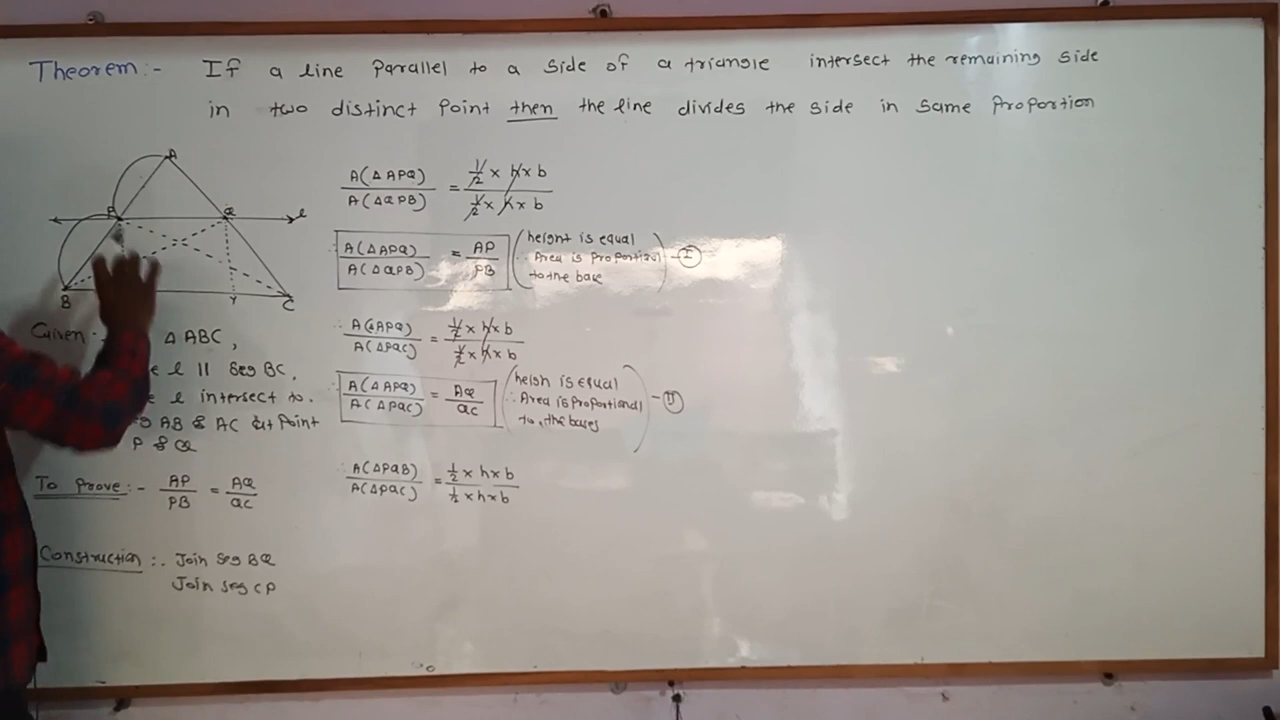 Theorem:- If a line parallel to a side of a triangle intersect the remaining side
in two distinct point then the line divides the side in same proportion
A
P Q l
B Y C
Given :- Δ ABC,
e l || seg BC.
e l intersect to.
AB & AC at point
P & Q
To prove :- AP/PB = AQ/QC
Construction :. Join seg BQ
Join seg CP
A(Δ APQ)/A(Δ QPB) = 1/2 × h × b / 1/2 × h × b
∴ A(Δ APQ)/A(Δ QPB) = AP/PB (height is equal
∴ Area is proportional
to the base) - I
∴ A(Δ APQ)/A(Δ PQC) = 1/2 × h × b / 1/2 × h × b
∴ A(Δ APQ)/A(Δ PQC) = AQ/QC (heigh is equal
∴ Area is proportional
to, the bases) - II
∴ A(Δ PQB)/A(Δ PQC) = 1/2 × h × b / 1/2 × h × b